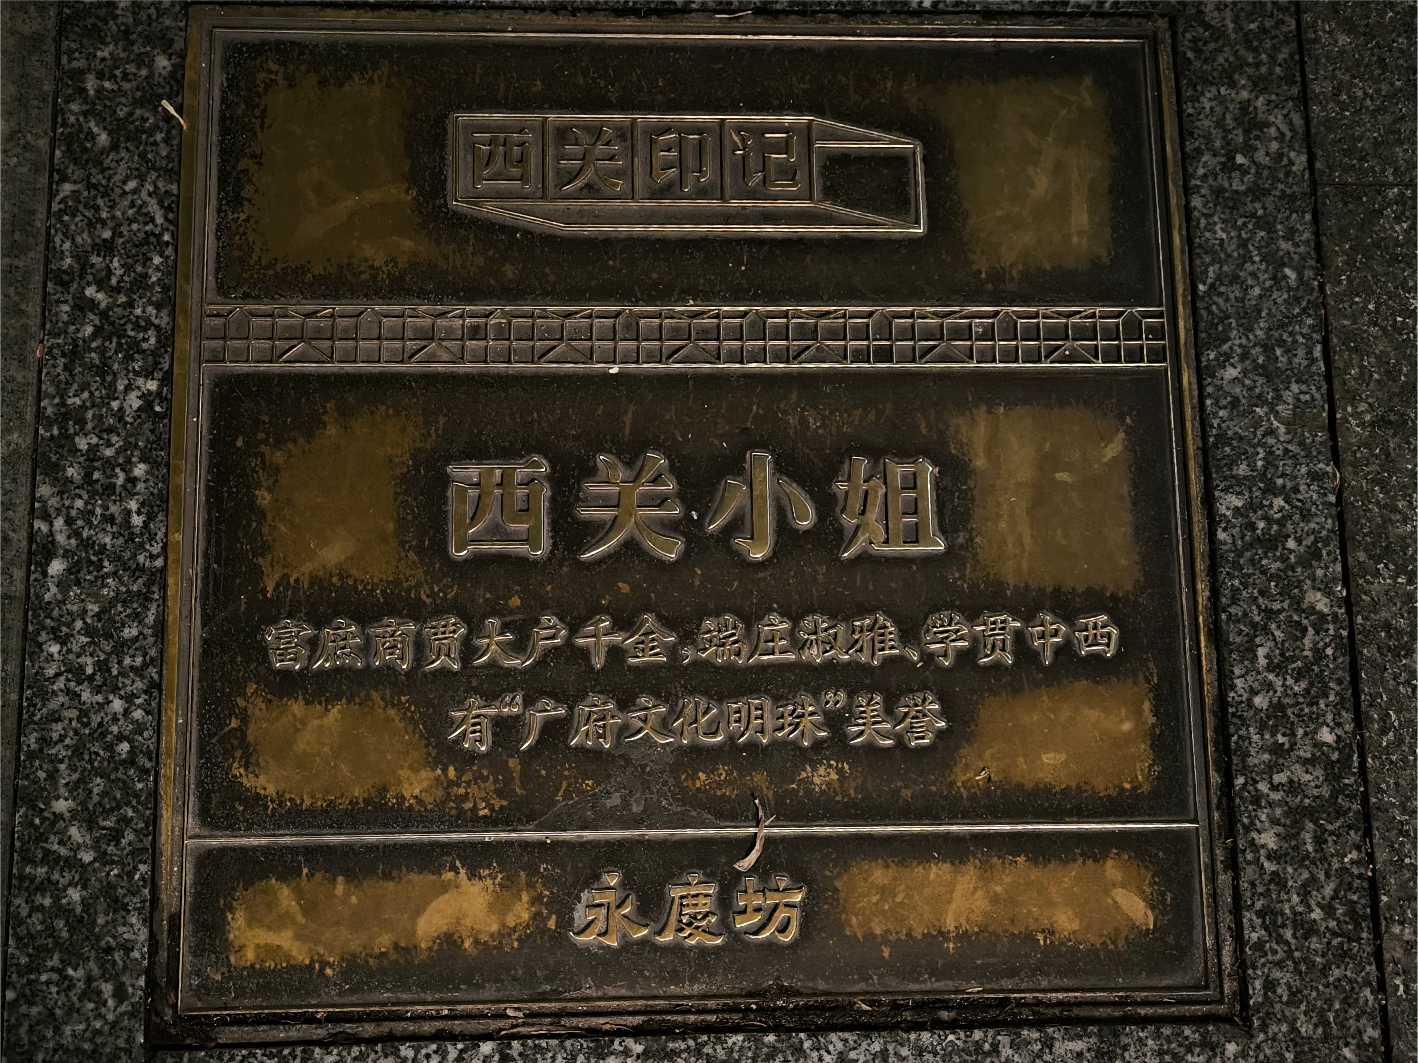 西关印记
西关小姐
富庶商贾大户千金,端庄淑雅、学贯中西
有“广府文化明珠”美誉
永慶坊